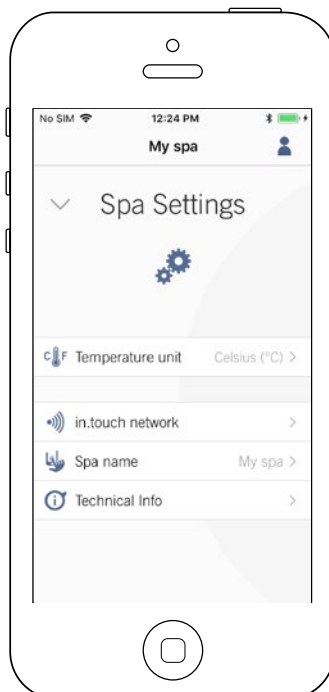 No SIM 12:24 PM
My spa
Spa Settings
C F Temperature unit Celsius (°C) >
in.touch network >
Spa name My spa >
i Technical Info >